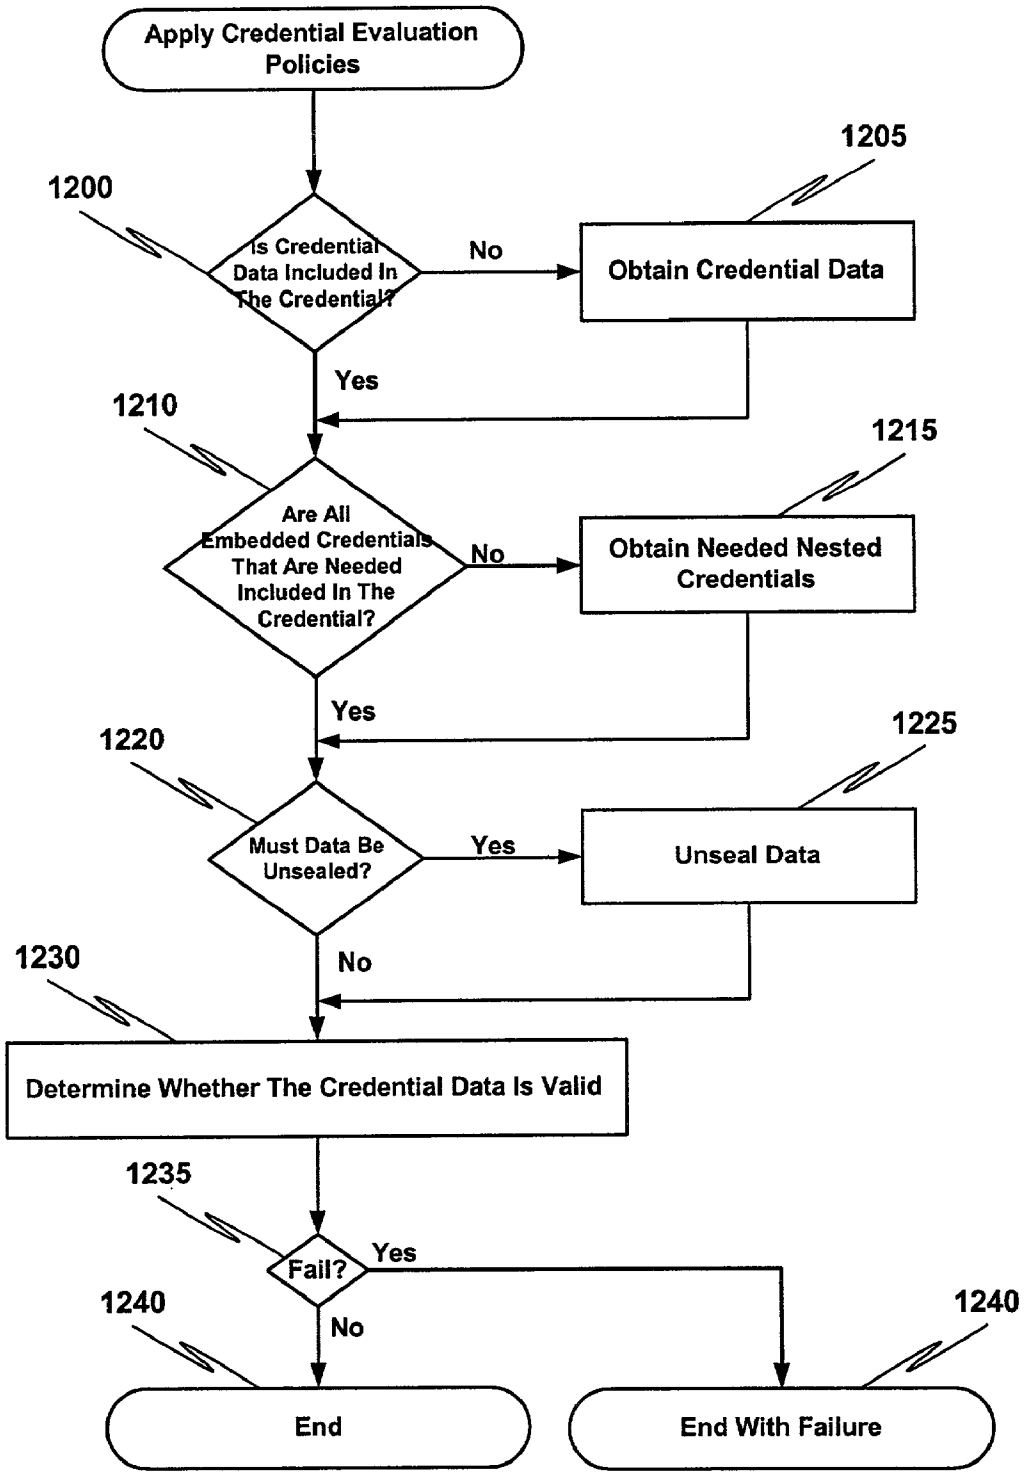 Apply Credential Evaluation
Policies
1205
1200
Is Credential
Data Included In
The Credential?
No
Obtain Credential Data
Yes
1210
1215
Are All
Embedded Credentials
That Are Needed
Included In The
Credential?
No
Obtain Needed Nested
Credentials
Yes
1220
1225
Must Data Be
Unsealed?
Yes
Unseal Data
No
1230
Determine Whether The Credential Data Is Valid
1235
Fail?
Yes
No
1240
1240
End
End With Failure